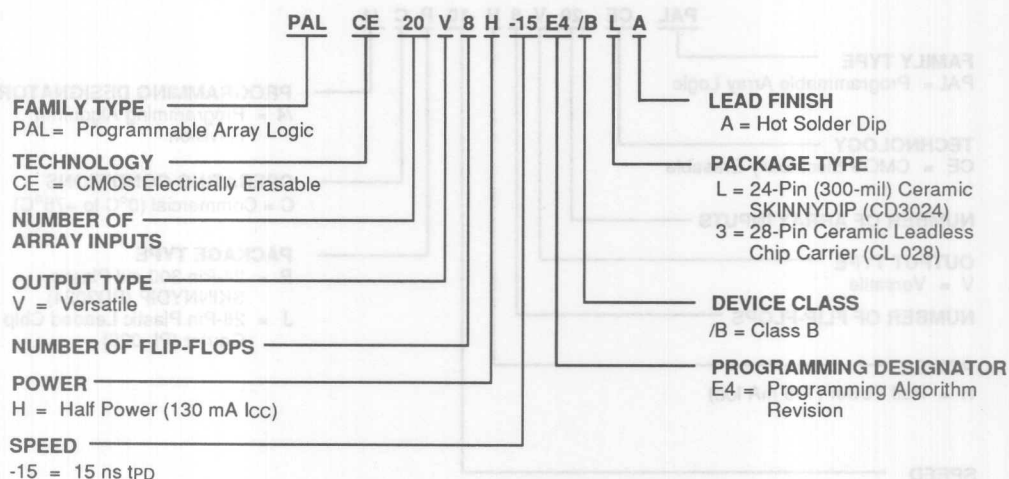 PAL CE 20 V 8 H -15 E4 /B L A
FAMILY TYPE
PAL= Programmable Array Logic
TECHNOLOGY
CE = CMOS Electrically Erasable
NUMBER OF
ARRAY INPUTS
OUTPUT TYPE
V = Versatile
NUMBER OF FLIP-FLOPS
POWER
H = Half Power (130 mA ICC)
SPEED
-15 = 15 ns tPD
LEAD FINISH
A = Hot Solder Dip
PACKAGE TYPE
L = 24-Pin (300-mil) Ceramic
SKINNYDIP (CD3024)
3 = 28-Pin Ceramic Leadless
Chip Carrier (CL 028)
DEVICE CLASS
/B = Class B
PROGRAMMING DESIGNATOR
E4 = Programming Algorithm
Revision